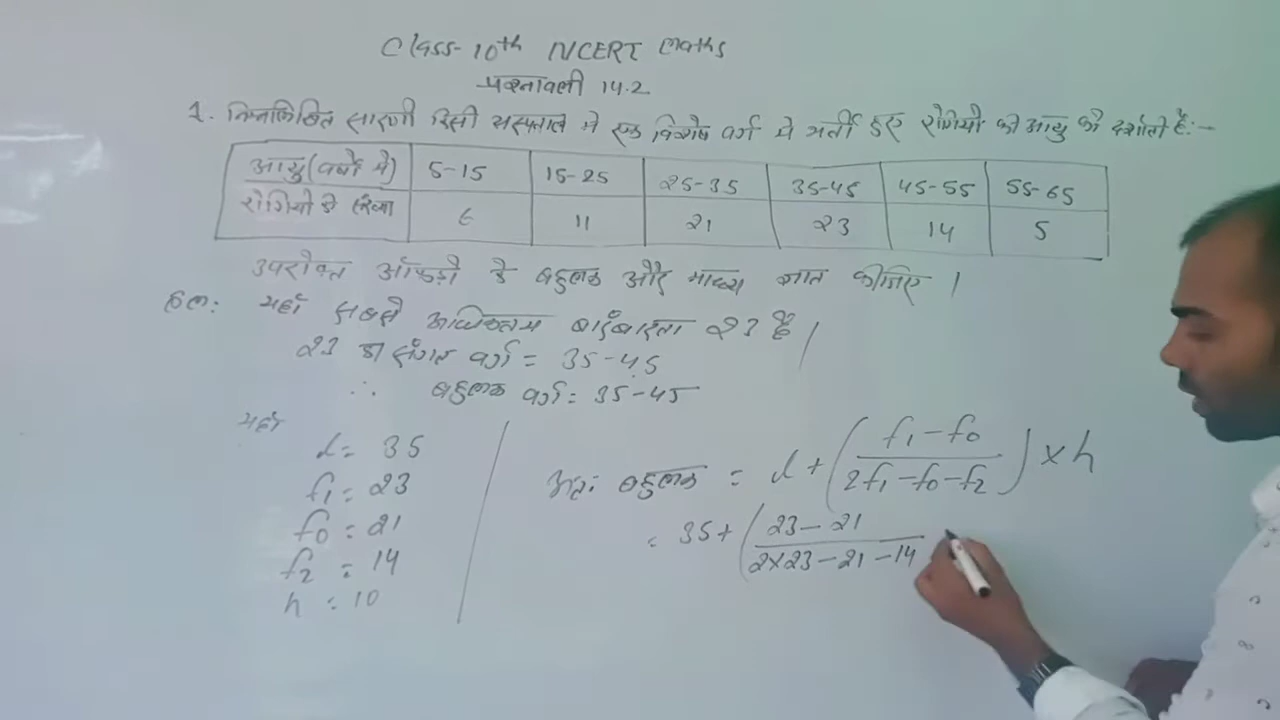 Class-10th NCERT Maths
प्रश्नावली 14.2
1. निम्नलिखित सारणी किसी अस्पताल मे एक विशेष वर्ग मे भर्ती हुए रोगियों की आयु को दर्शाती है:-
आयु(वर्षों मे) 5-15 15-25 25-35 35-45 45-55 55-65
रोगियों की संख्या 6 11 21 23 14 5
उपरोक्त आँकड़ो के बहुलक और माध्य ज्ञात कीजिए।
हल: यहाँ सबसे अधिकतम बारंबारता 23 है।
23 का संगत वर्ग = 35-45
∴ बहुलक वर्ग = 35-45
यहाँ
l = 35
f₁ = 23
f₀ = 21
f₂ = 14
h = 10
अतः बहुलक = l + (f₁-f₀ / 2f₁-f₀-f₂) × h
= 35 + (23-21 / 2×23-21-14